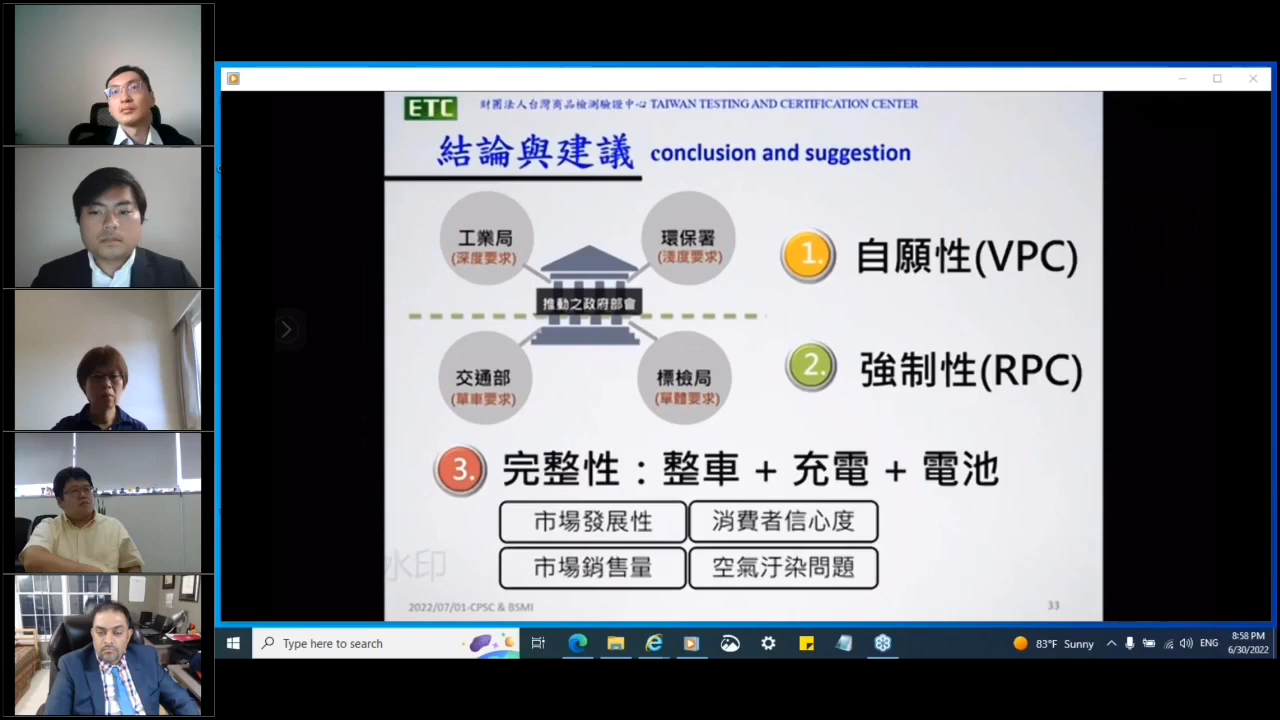 ETC 財團法人台灣商品檢測驗證中心 TAIWAN TESTING AND CERTIFICATION CENTER
結論與建議 conclusion and suggestion
工業局
(深度要求)
環保署
(淺度要求)
推動之政府部會
交通部
(單車要求)
標檢局
(單體要求)
1. 自願性(VPC)
2. 強制性(RPC)
3. 完整性：整車 + 充電 + 電池
市場發展性
消費者信心度
市場銷售量
空氣汙染問題
水印
2022/07/01-CPSC & BSMI
33
Type here to search
83°F Sunny
ENG
8:58 PM
6/30/2022